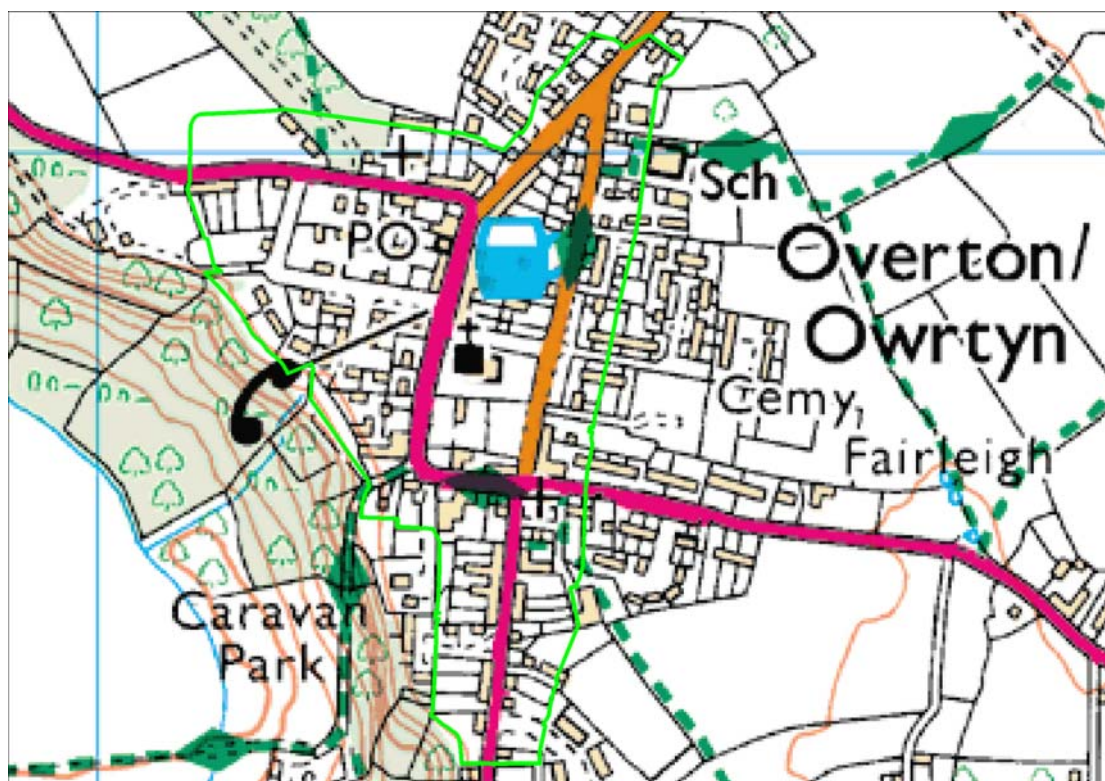 Sch
PO
Overton/
Owrtyn
Cemy
Fairleigh
Caravan
Park